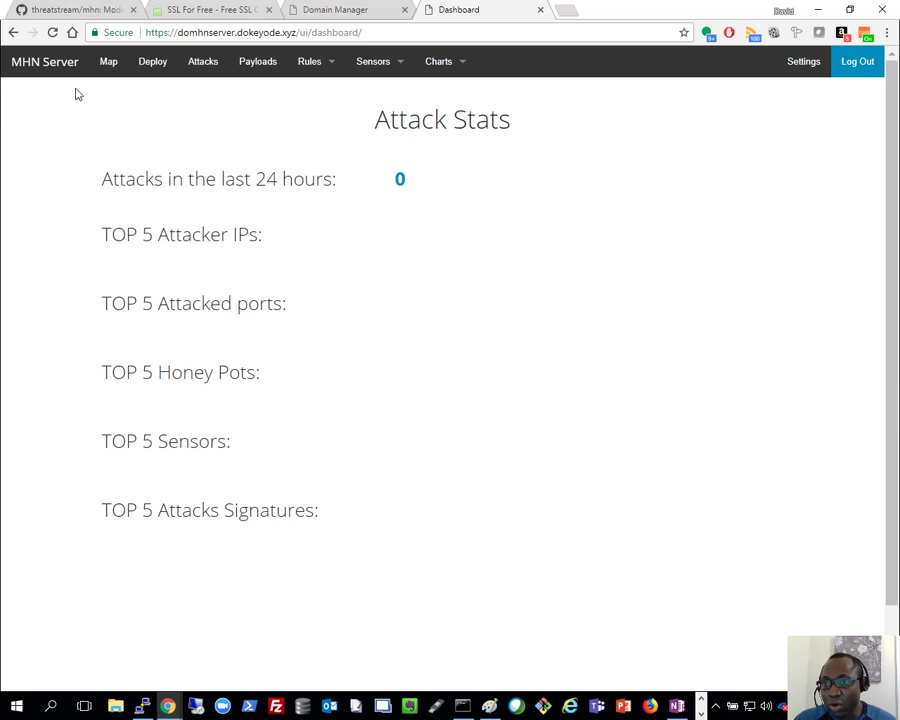 David
threatstream/mhn: Mod
SSL For Free - Free SSL C
Domain Manager
Dashboard
Secure
https://domhnserver.dokeyode.xyz/ui/dashboard/
MHN Server
Map
Deploy
Attacks
Payloads
Rules
Sensors
Charts
Settings
Log Out
Attack Stats
Attacks in the last 24 hours: 0
TOP 5 Attacker IPs:
TOP 5 Attacked ports:
TOP 5 Honey Pots:
TOP 5 Sensors:
TOP 5 Attacks Signatures: